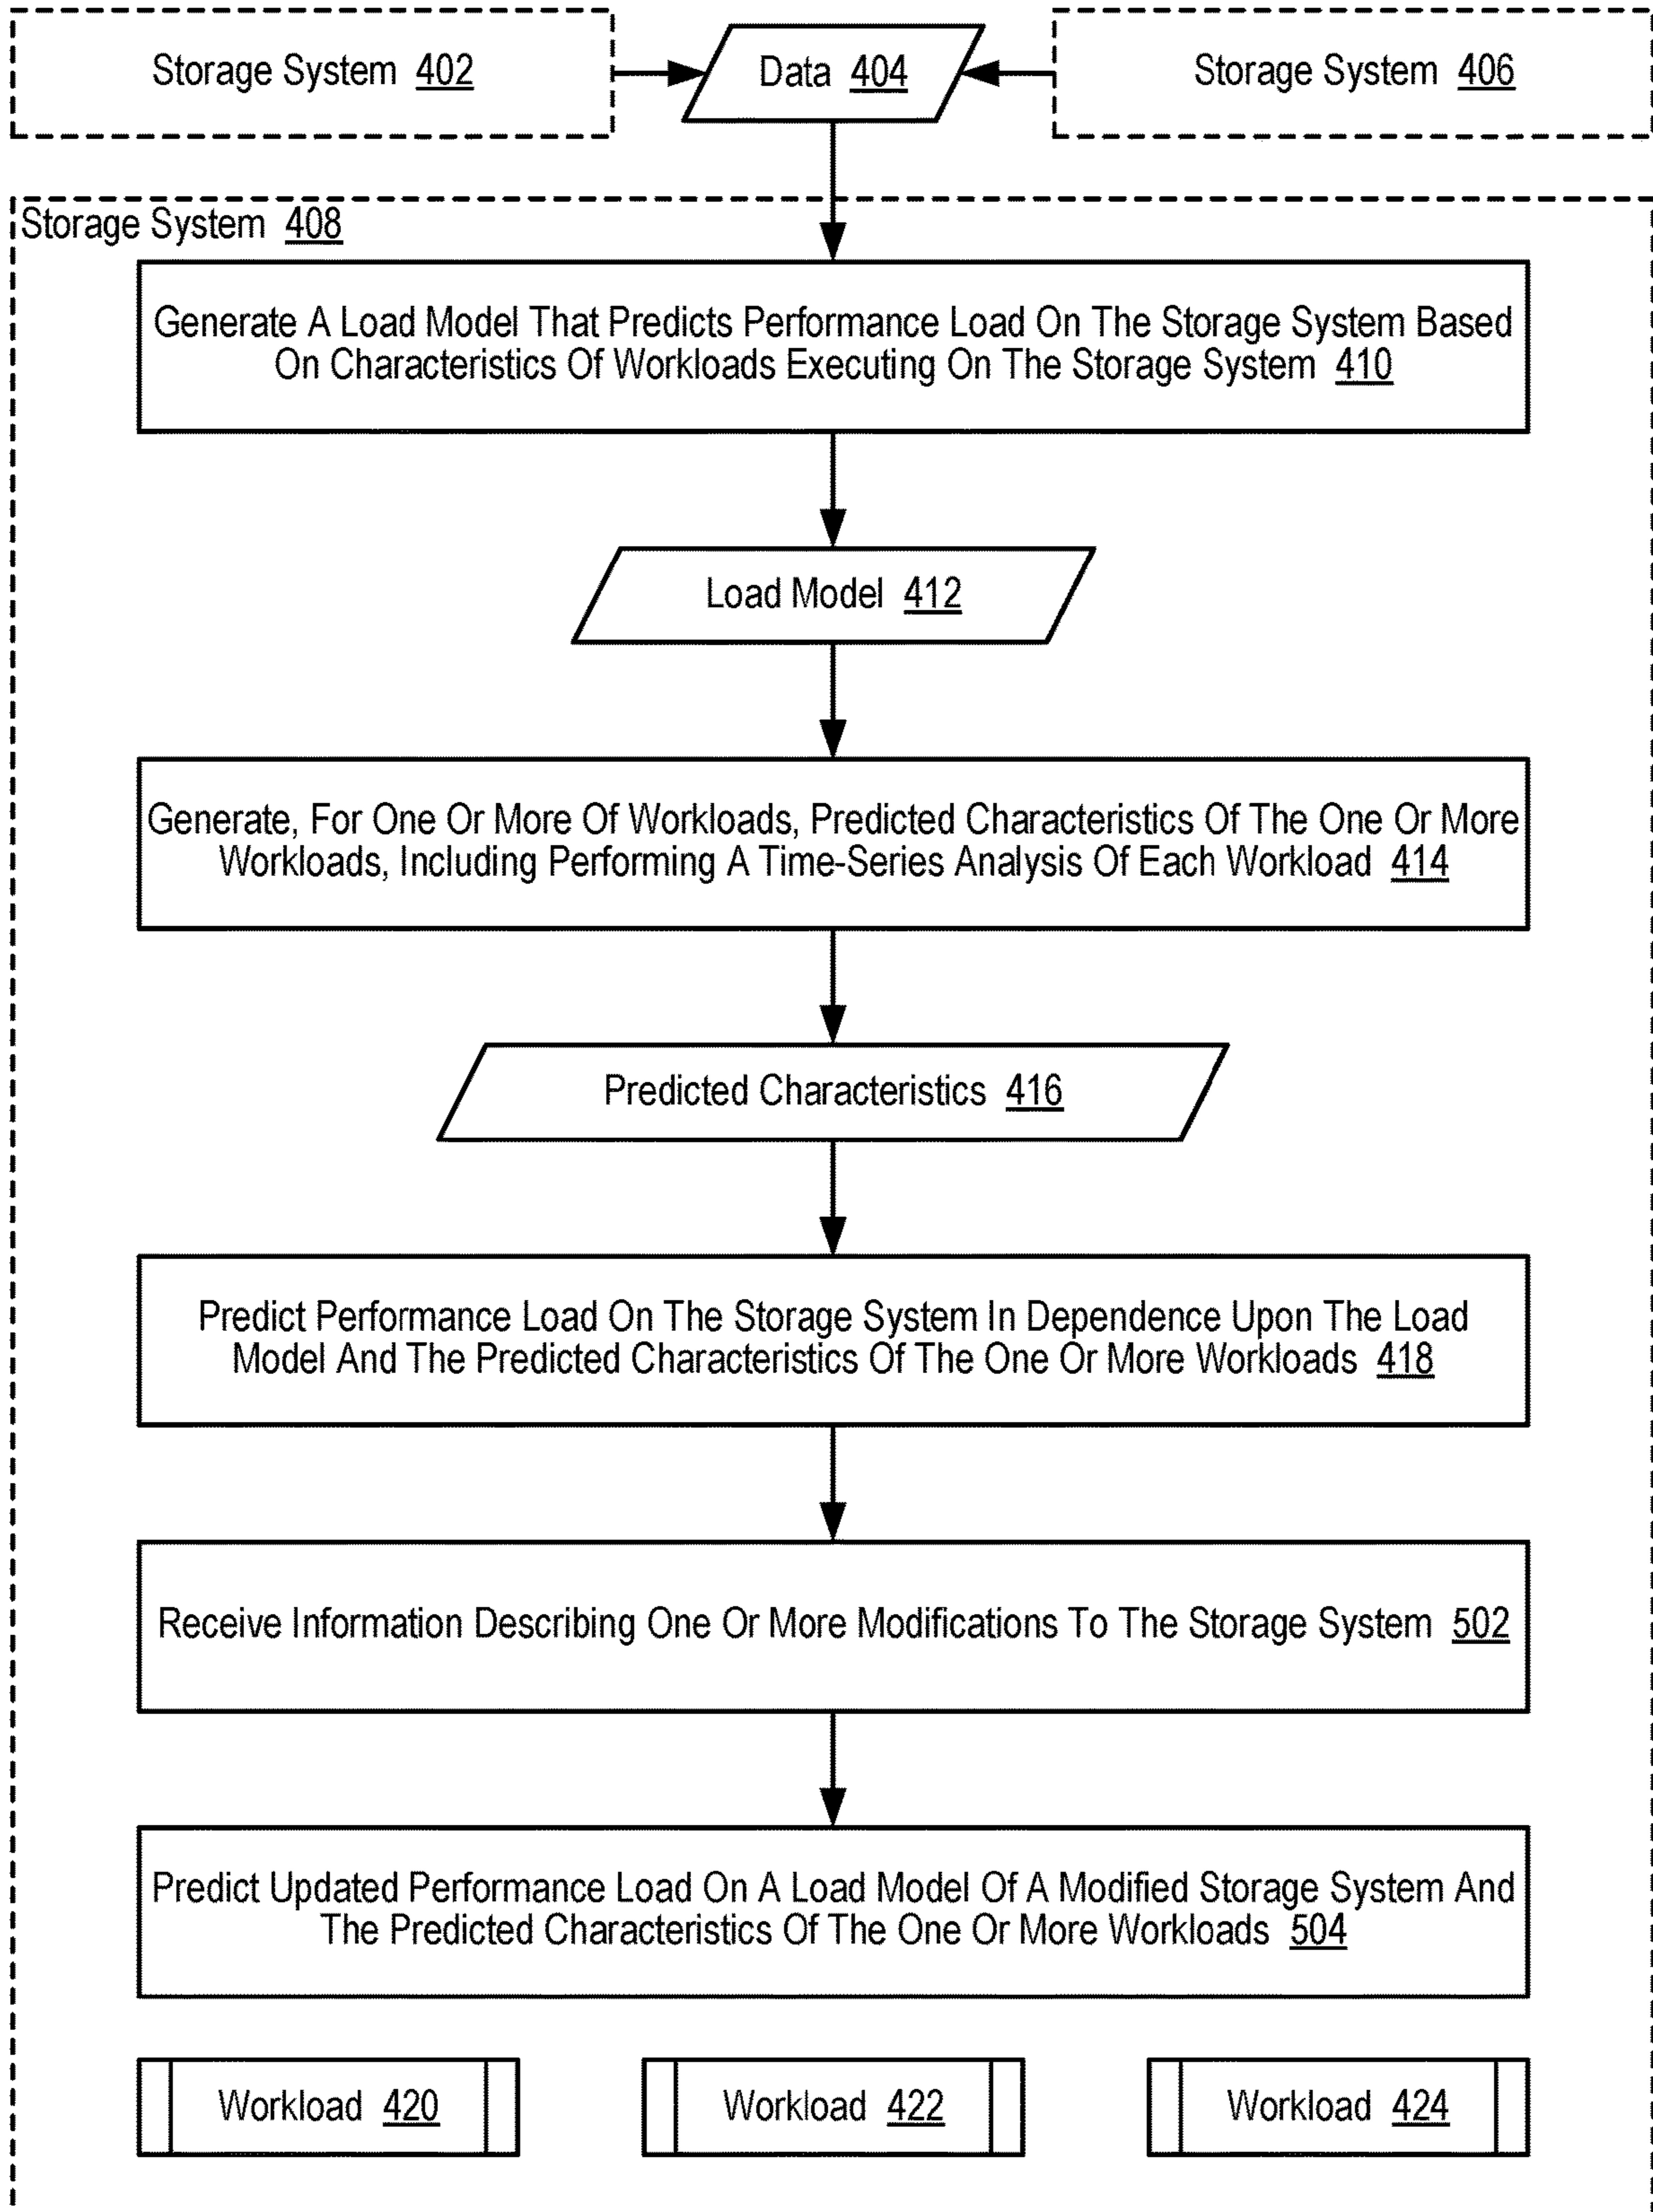 Storage System 402
Data 404
Storage System 406
Storage System 408
Generate A Load Model That Predicts Performance Load On The Storage System Based
On Characteristics Of Workloads Executing On The Storage System 410
Load Model 412
Generate, For One Or More Of Workloads, Predicted Characteristics Of The One Or More
Workloads, Including Performing A Time-Series Analysis Of Each Workload 414
Predicted Characteristics 416
Predict Performance Load On The Storage System In Dependence Upon The Load
Model And The Predicted Characteristics Of The One Or More Workloads 418
Receive Information Describing One Or More Modifications To The Storage System 502
Predict Updated Performance Load On A Load Model Of A Modified Storage System And
The Predicted Characteristics Of The One Or More Workloads 504
Workload 420
Workload 422
Workload 424